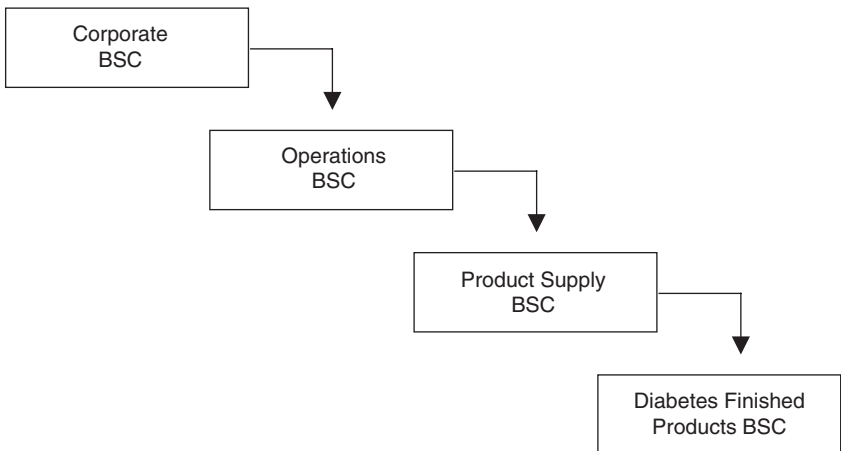 Corporate
BSC
Operations
BSC
Product Supply
BSC
Diabetes Finished
Products BSC